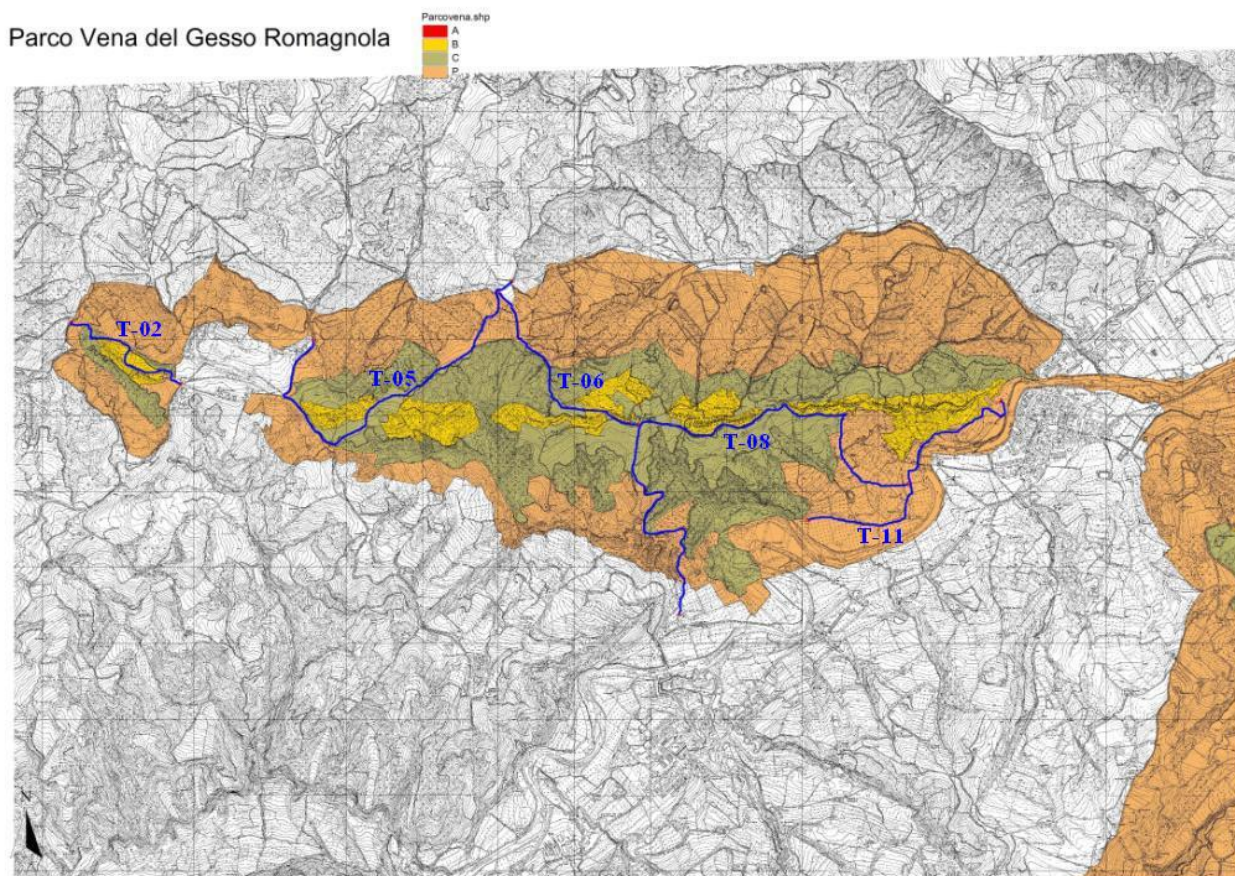 Parcovena.shp
Parco Vena del Gesso Romagnola
A
B
C
P
T-02
T-05
T-06
T-08
T-11
N